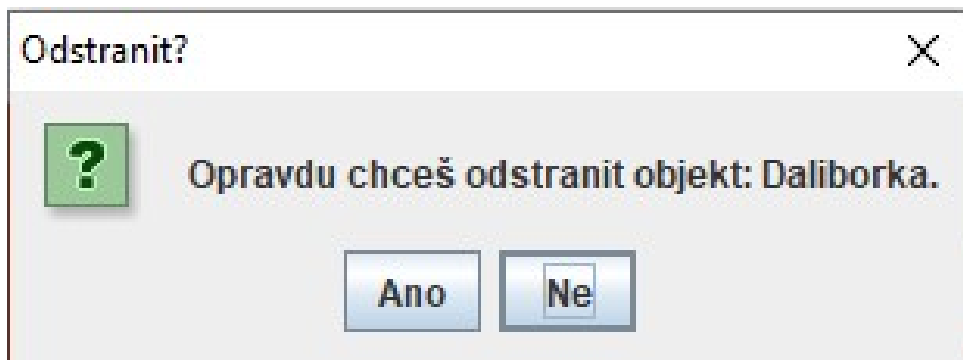 Odstranit?
?
Opravdu chceš odstranit objekt: Daliborka.
Ano Ne